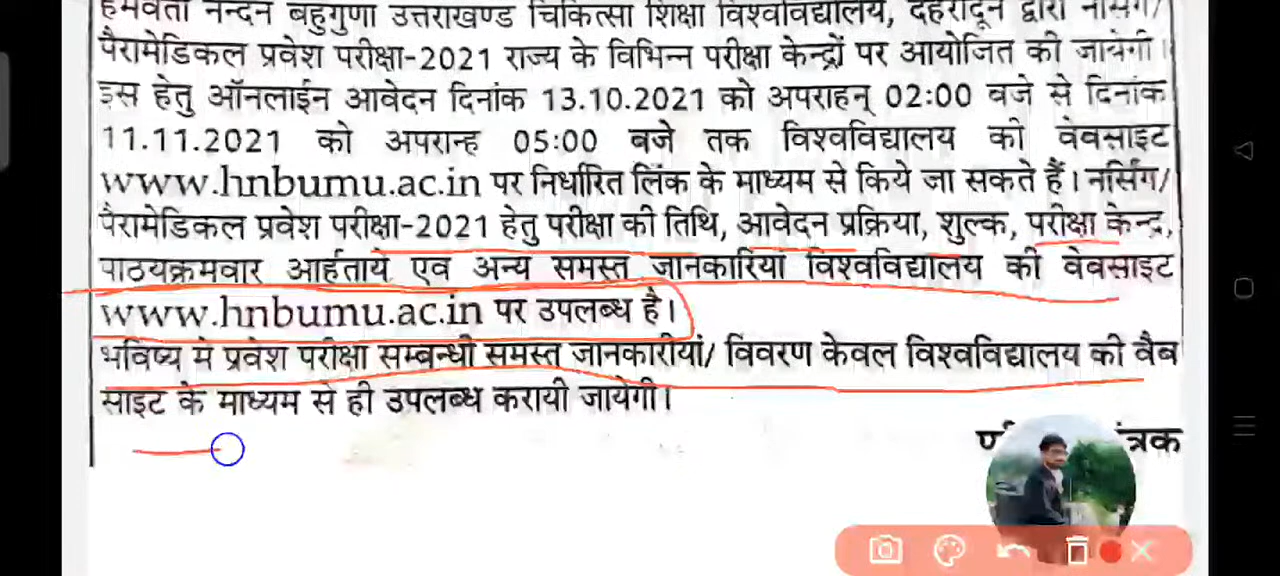 हेमवती नन्दन बहुगुणा उत्तराखण्ड चिकित्सा शिक्षा विश्वविद्यालय, देहरादून द्वारा नर्सिंग/
पैरामेडिकल प्रवेश परीक्षा-2021 राज्य के विभिन्न परीक्षा केन्द्रों पर आयोजित की जायेगी।
इस हेतु ऑनलाईन आवेदन दिनांक 13.10.2021 को अपराहन् 02:00 बजे से दिनांक
11.11.2021 को अपरान्ह 05:00 बजे तक विश्वविद्यालय की वेवसाइट
www.hnbumu.ac.in पर निर्धारित लिंक के माध्यम से किये जा सकते हैं। नर्सिंग/
पैरामेडिकल प्रवेश परीक्षा-2021 हेतु परीक्षा की तिथि, आवेदन प्रक्रिया, शुल्क, परीक्षा केन्द्र,
पाठयक्रमवार आर्हतायें एवं अन्य समस्त जानकारियां विश्वविद्यालय की वेवसाइट
www.hnbumu.ac.in पर उपलब्ध है।
भविष्य में प्रवेश परीक्षा सम्बन्धी समस्त जानकारीयां/ विवरण केवल विश्वविद्यालय की वैब
साइट के माध्यम से ही उपलब्ध करायी जायेगी।